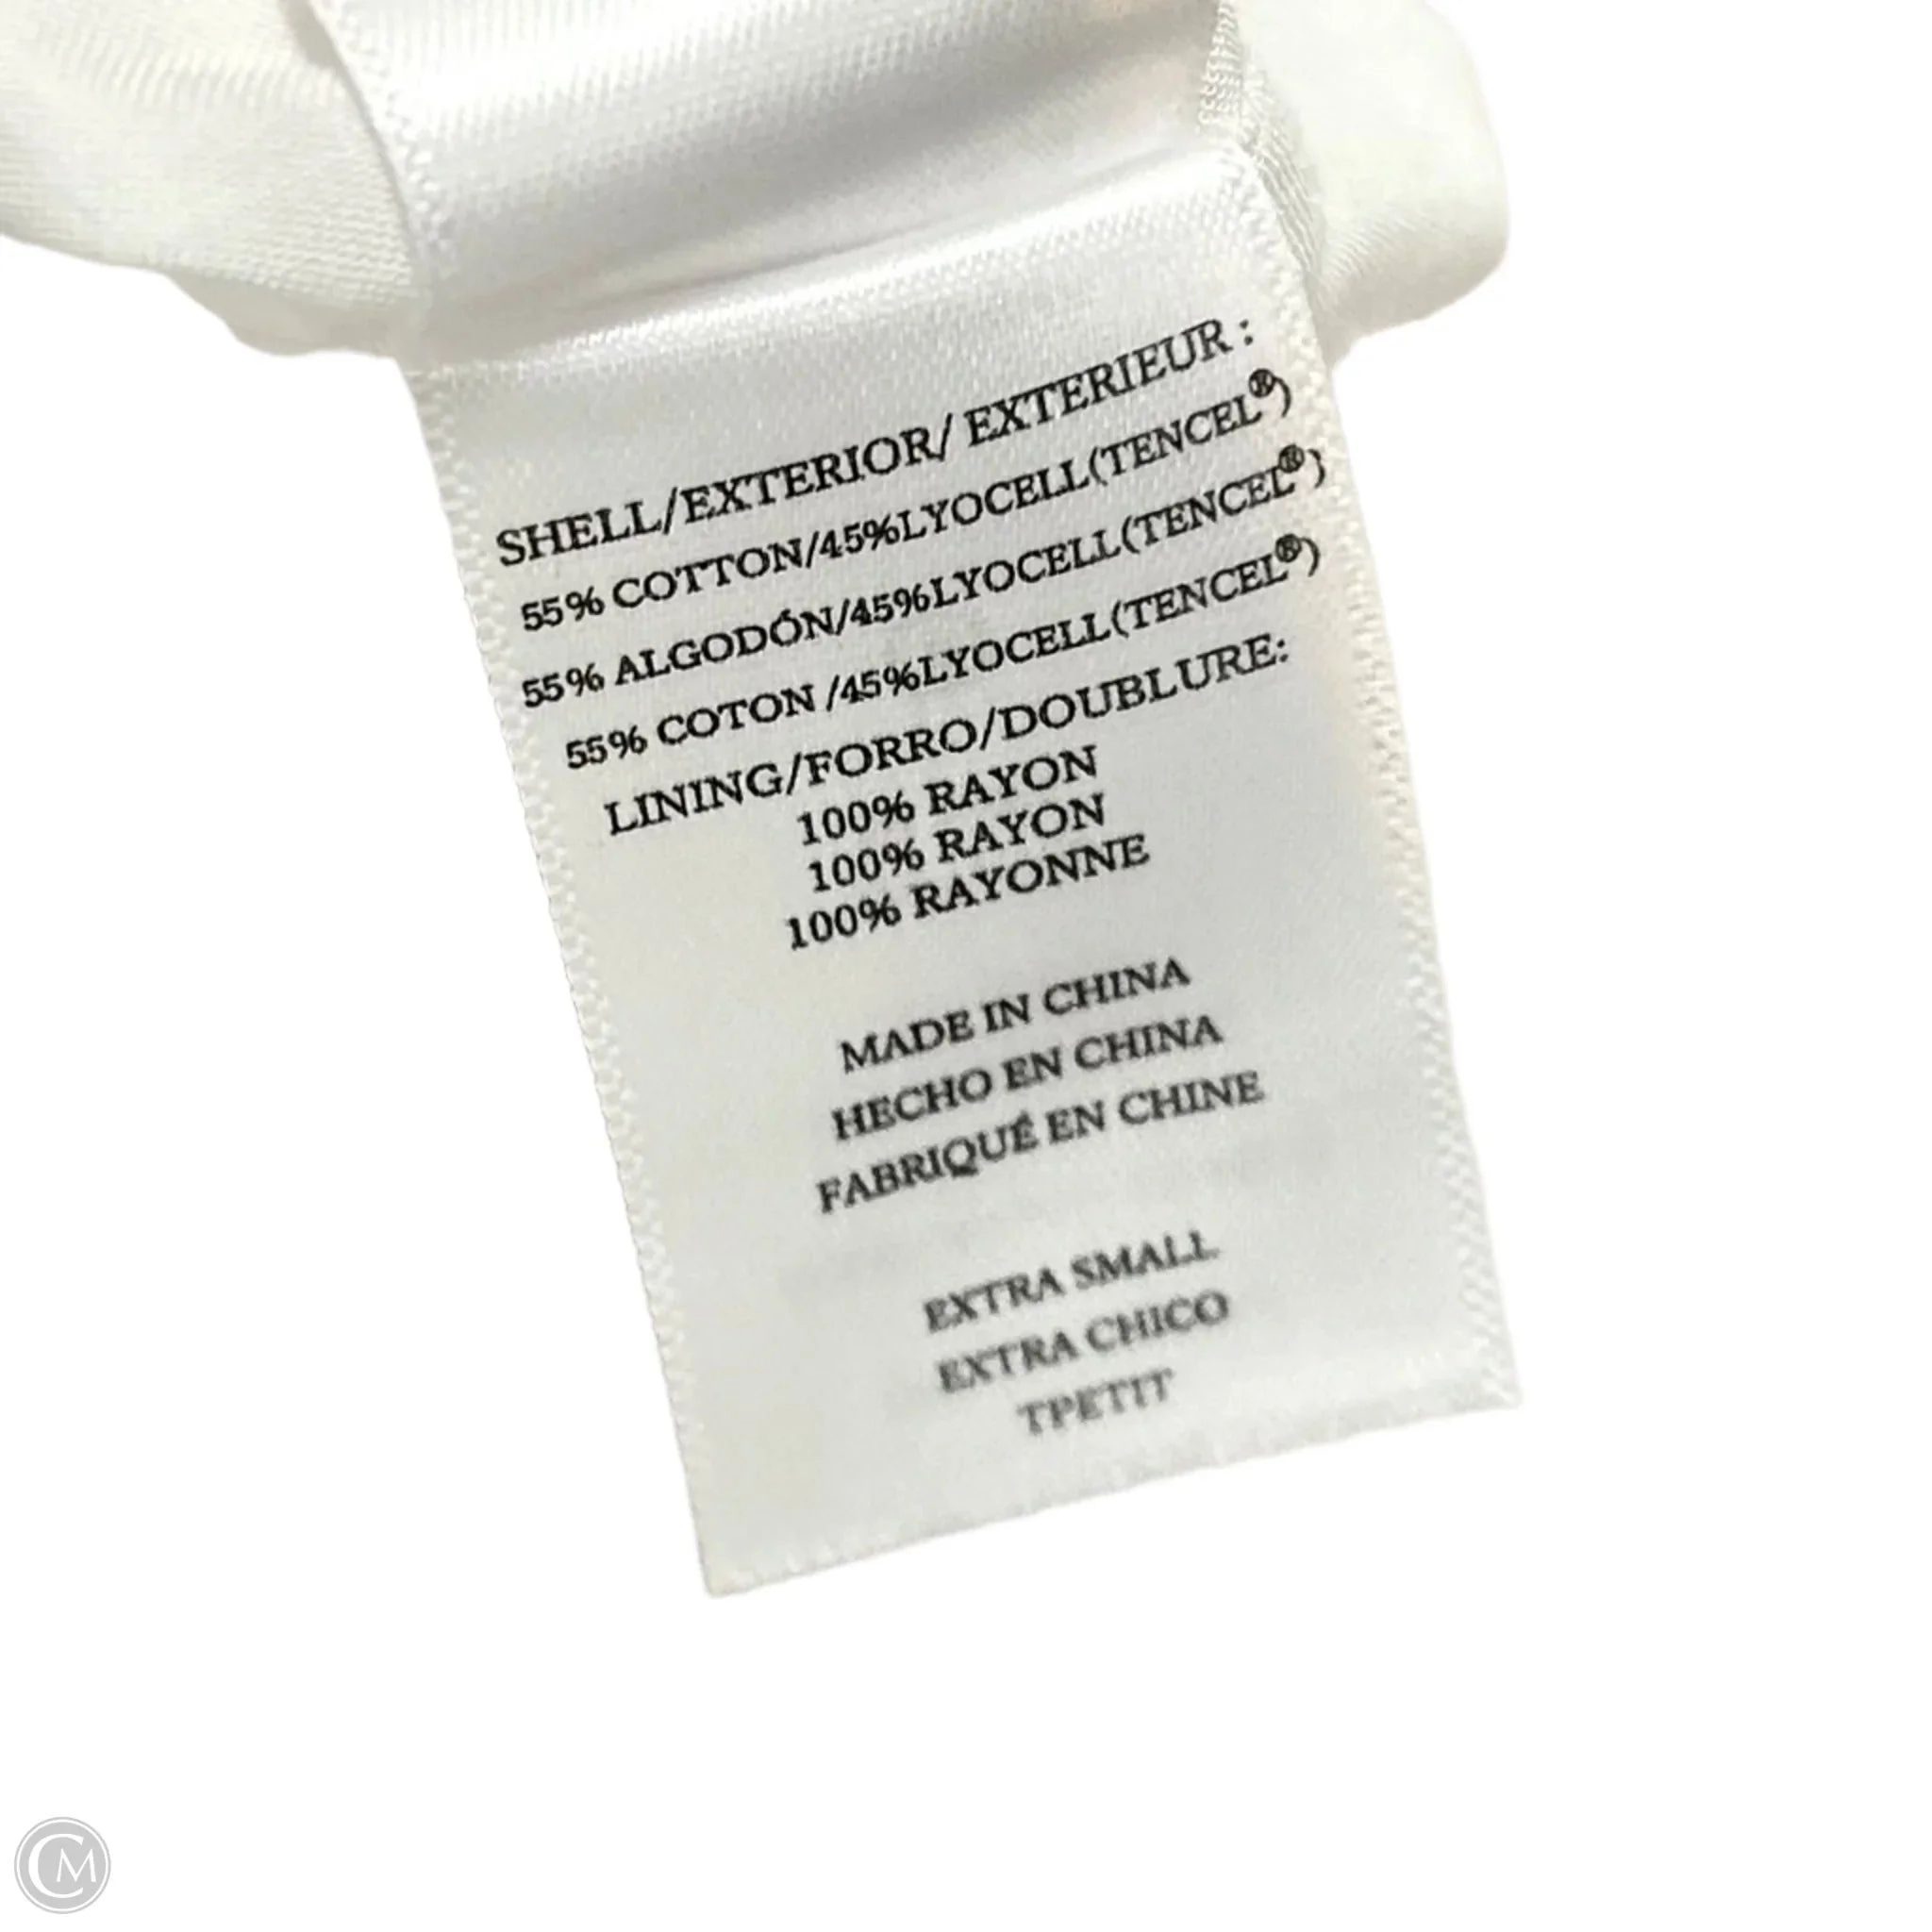 SHELL/EXTERIOR/ EXTERIEUR :
55% COTTON/45%LYOCELL(TENCEL®)
55% ALGODÓN/45%LYOCELL(TENCEL®)
55% COTON /45%LYOCELL(TENCEL®)
LINING/FORRO/DOUBLURE:
100% RAYON
100% RAYON
100% RAYONNE
MADE IN CHINA
HECHO EN CHINA
FABRIQUÉ EN CHINE
EXTRA SMALL
EXTRA CHICO
TPETIT
CM